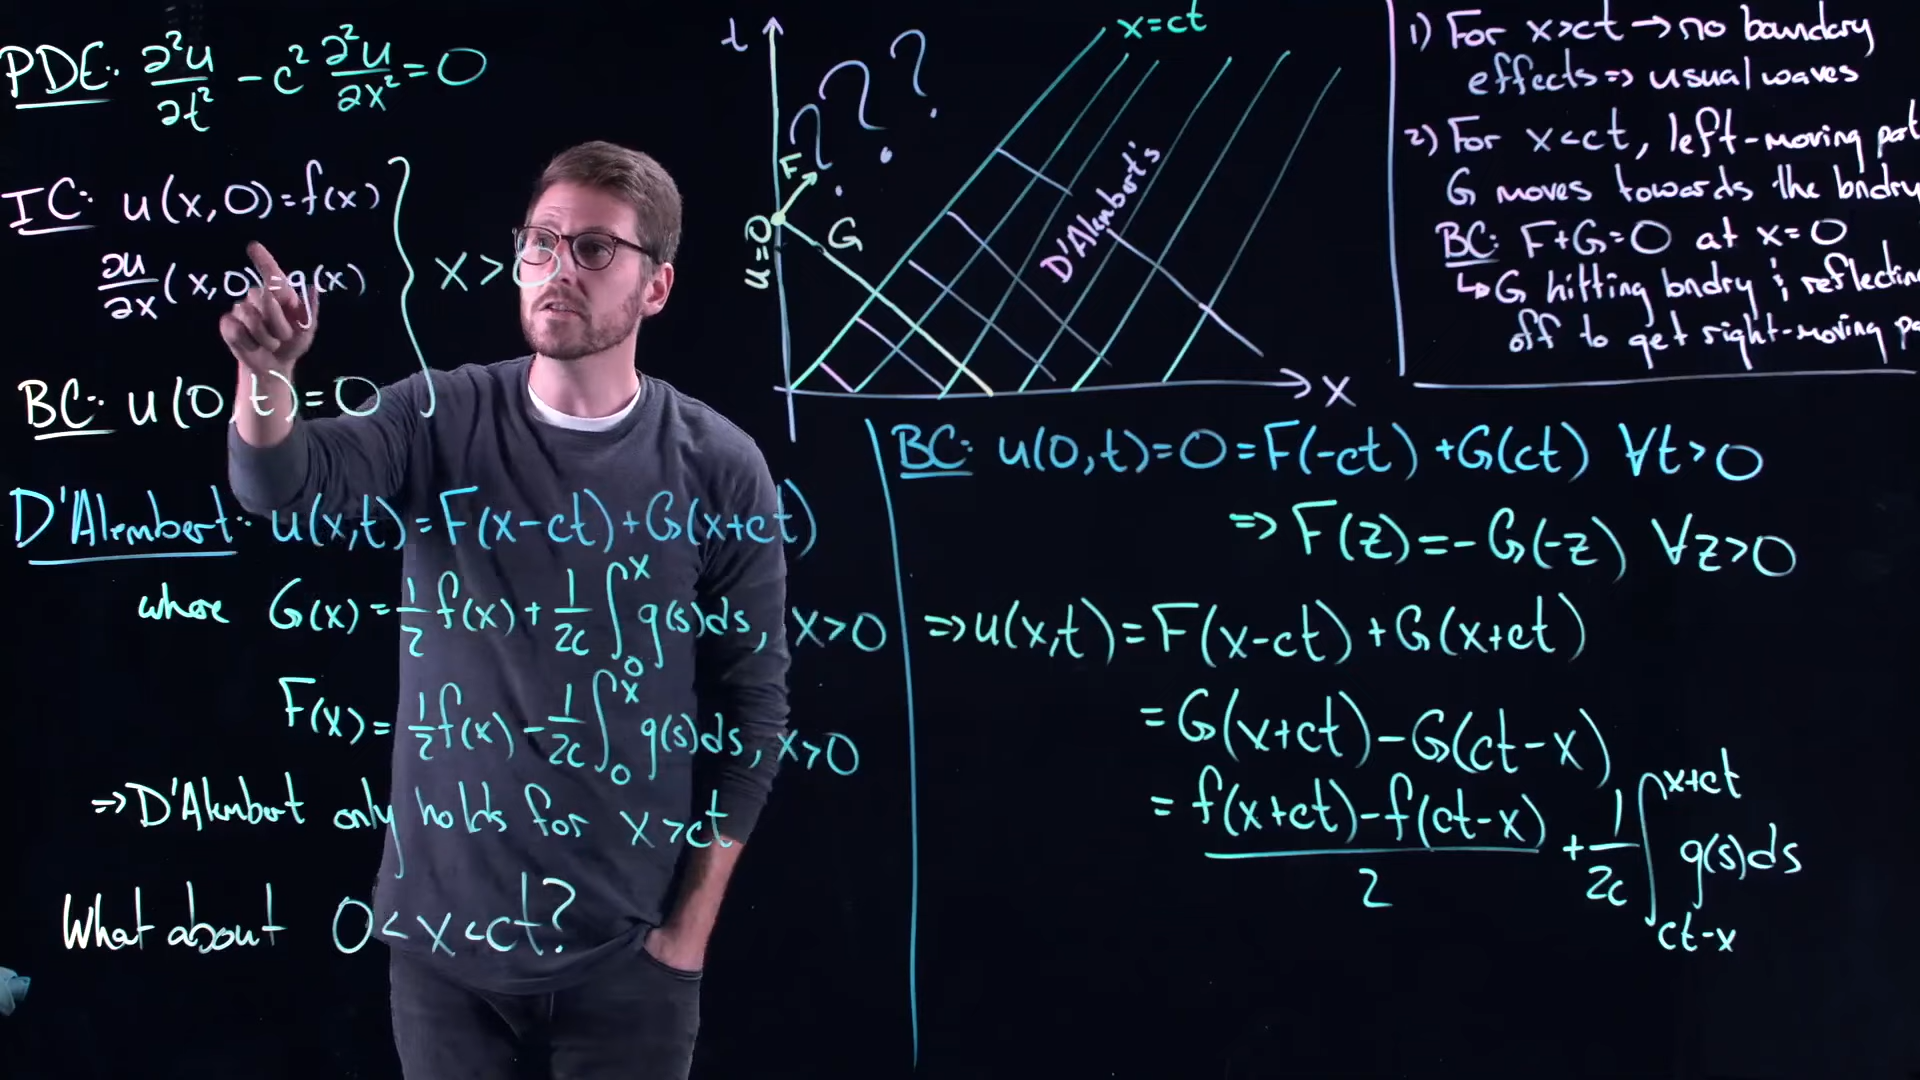 PDE: ∂²u/∂t² - c² ∂²u/∂x² = 0
IC: u(x,0)=f(x)
∂u/∂x (x,0)=g(x)
x>0
BC: u(0,t)=0
D'Alembert: u(x,t)=F(x-ct)+G(x+ct)
where G(x)=1/2 f(x)+1/2c ∫₀ˣ g(s)ds, x>0
F(x)=1/2 f(x)-1/2c ∫₀ˣ g(s)ds, x>0
⇒D'Alembert only holds for x>ct
What about 0<x<ct?
t
???
x=ct
F
G
u=0
D'Alembert's
x
1) For x>ct → no boundary
effects ⇒ usual waves
2) For x<ct, left-moving part
G moves towards the bndry
BC: F+G=0 at x=0
↳G hitting bndry & reflectin
off to get right-moving
BC: u(0,t)=0=F(-ct)+G(ct) ∀t>0
⇒ F(z)=-G(-z) ∀z>0
⇒u(x,t)=F(x-ct)+G(x+ct)
=G(x+ct)-G(ct-x)
= (f(x+ct)-f(ct-x))/2 + 1/2c ∫_{ct-x}^{x+ct} g(s)ds